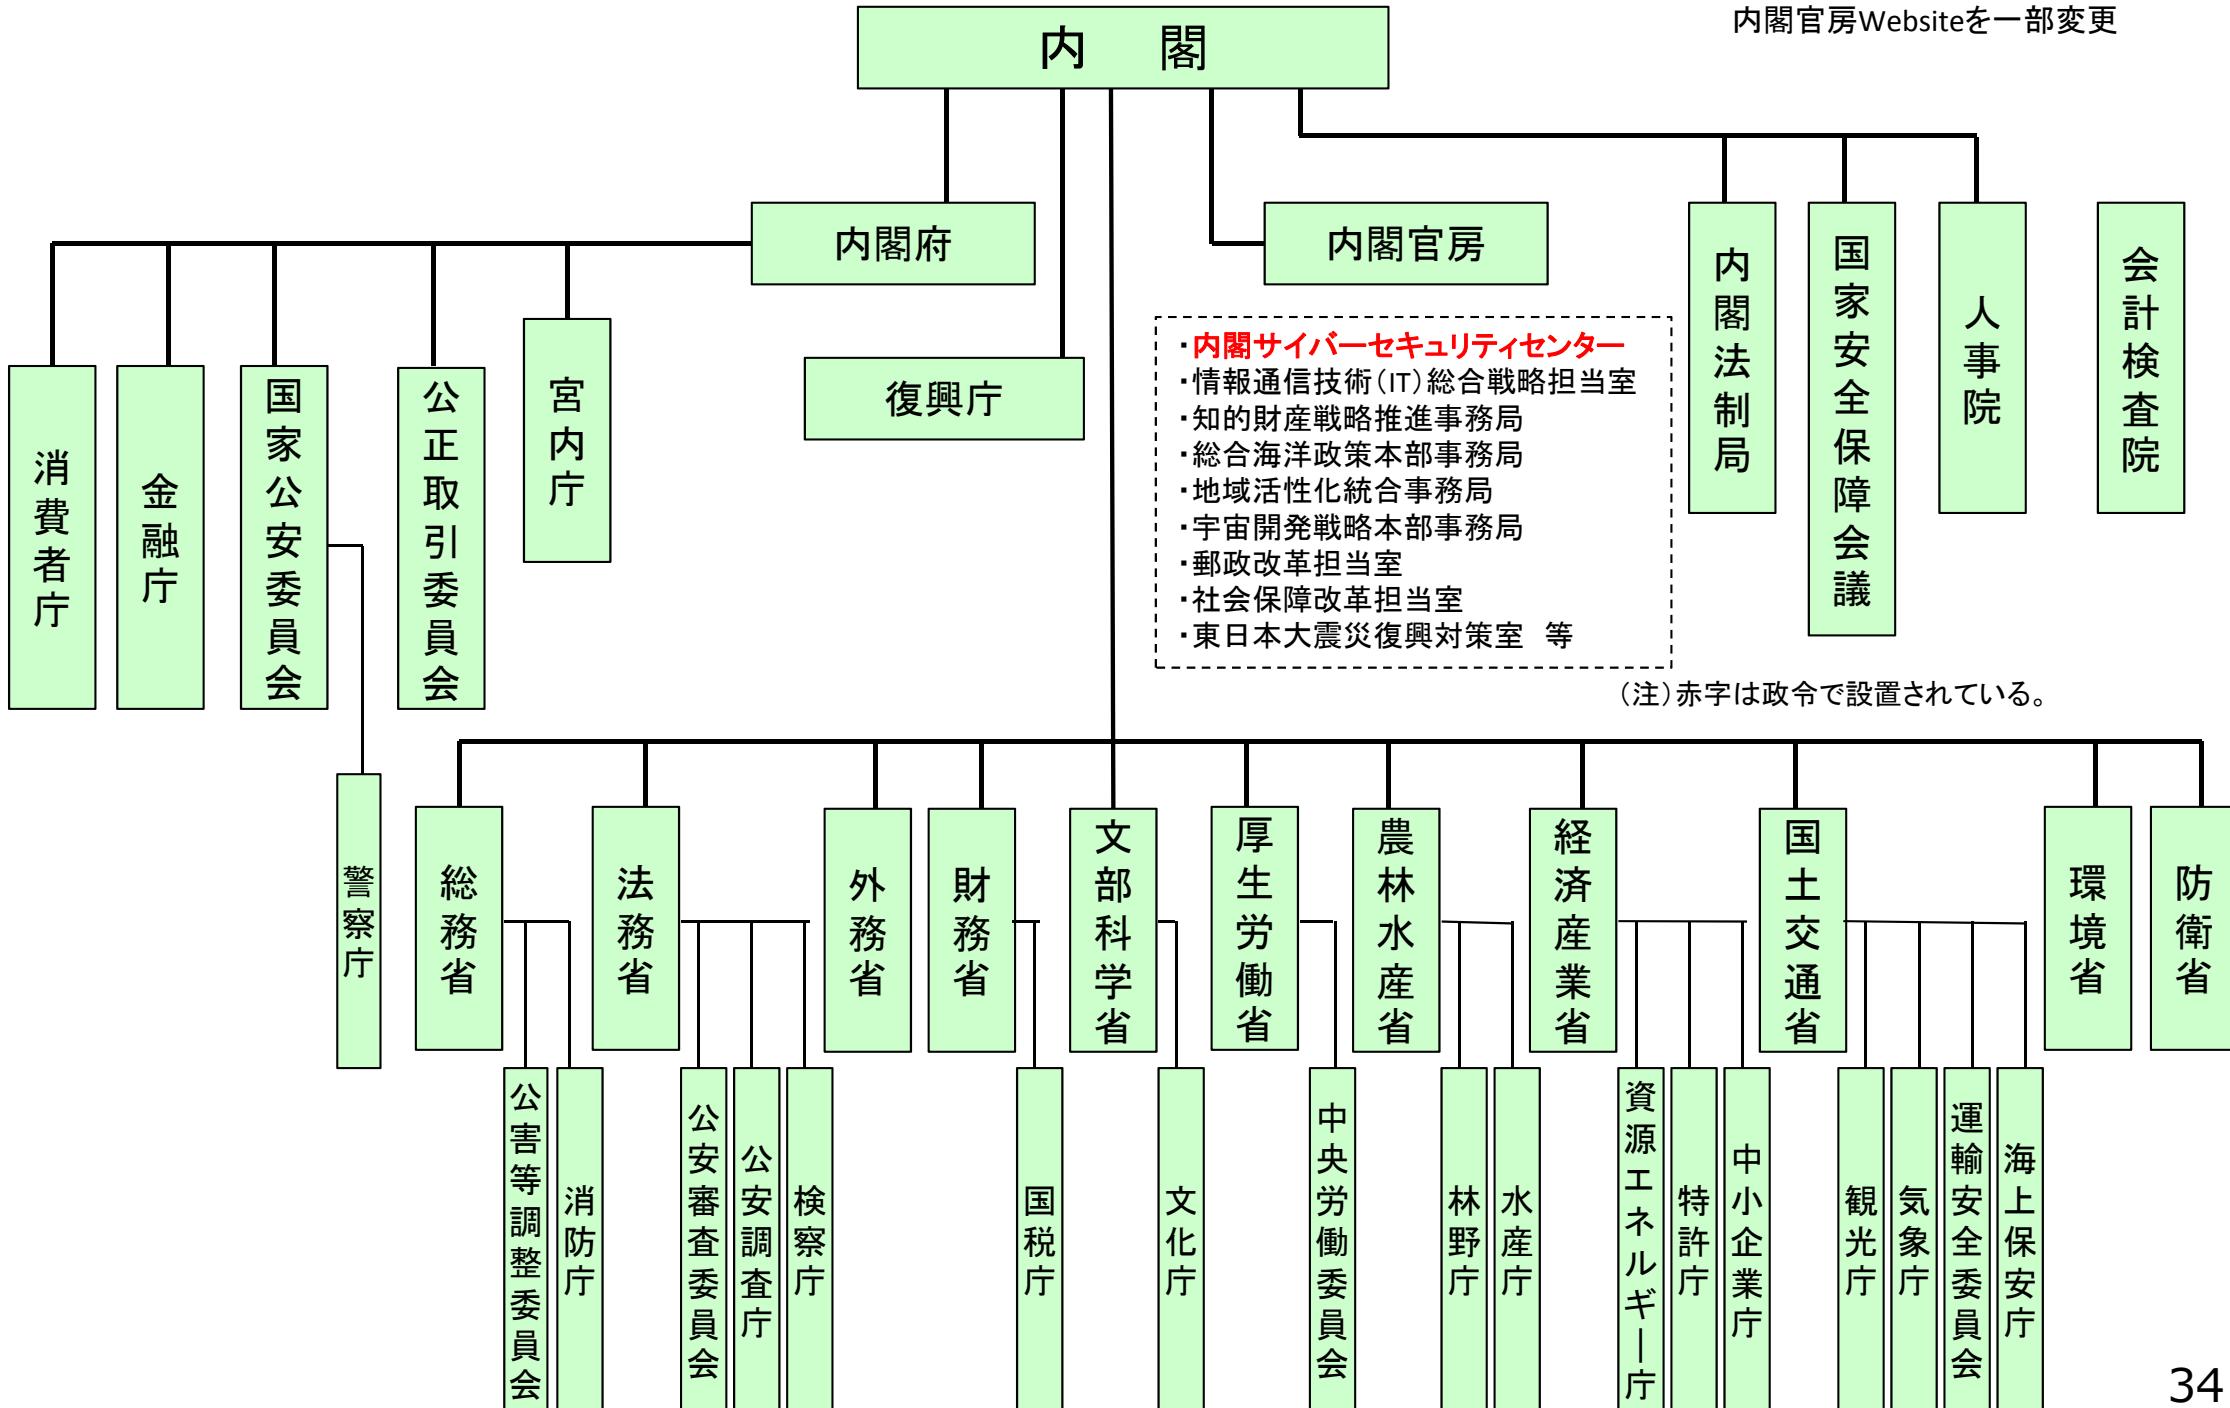 内閣官房Websiteを一部変更
内　閣
内閣府
内閣官房
内閣法制局
国家安全保障会議
人事院
会計検査院
復興庁
宮内庁
公正取引委員会
国家公安委員会
金融庁
消費者庁
・内閣サイバーセキュリティセンター
・情報通信技術（IT）総合戦略担当室
・知的財産戦略推進事務局
・総合海洋政策本部事務局
・地域活性化統合事務局
・宇宙開発戦略本部事務局
・郵政改革担当室
・社会保障改革担当室
・東日本大震災復興対策室　等
（注）赤字は政令で設置されている。
警察庁
総務省
法務省
外務省
財務省
文部科学省
厚生労働省
農林水産省
経済産業省
国土交通省
環境省
防衛省
公害等調整委員会
消防庁
公安審査委員会
公安調査庁
検察庁
国税庁
文化庁
中央労働委員会
林野庁
水産庁
資源エネルギー庁
特許庁
中小企業庁
観光庁
気象庁
運輸安全委員会
海上保安庁
34